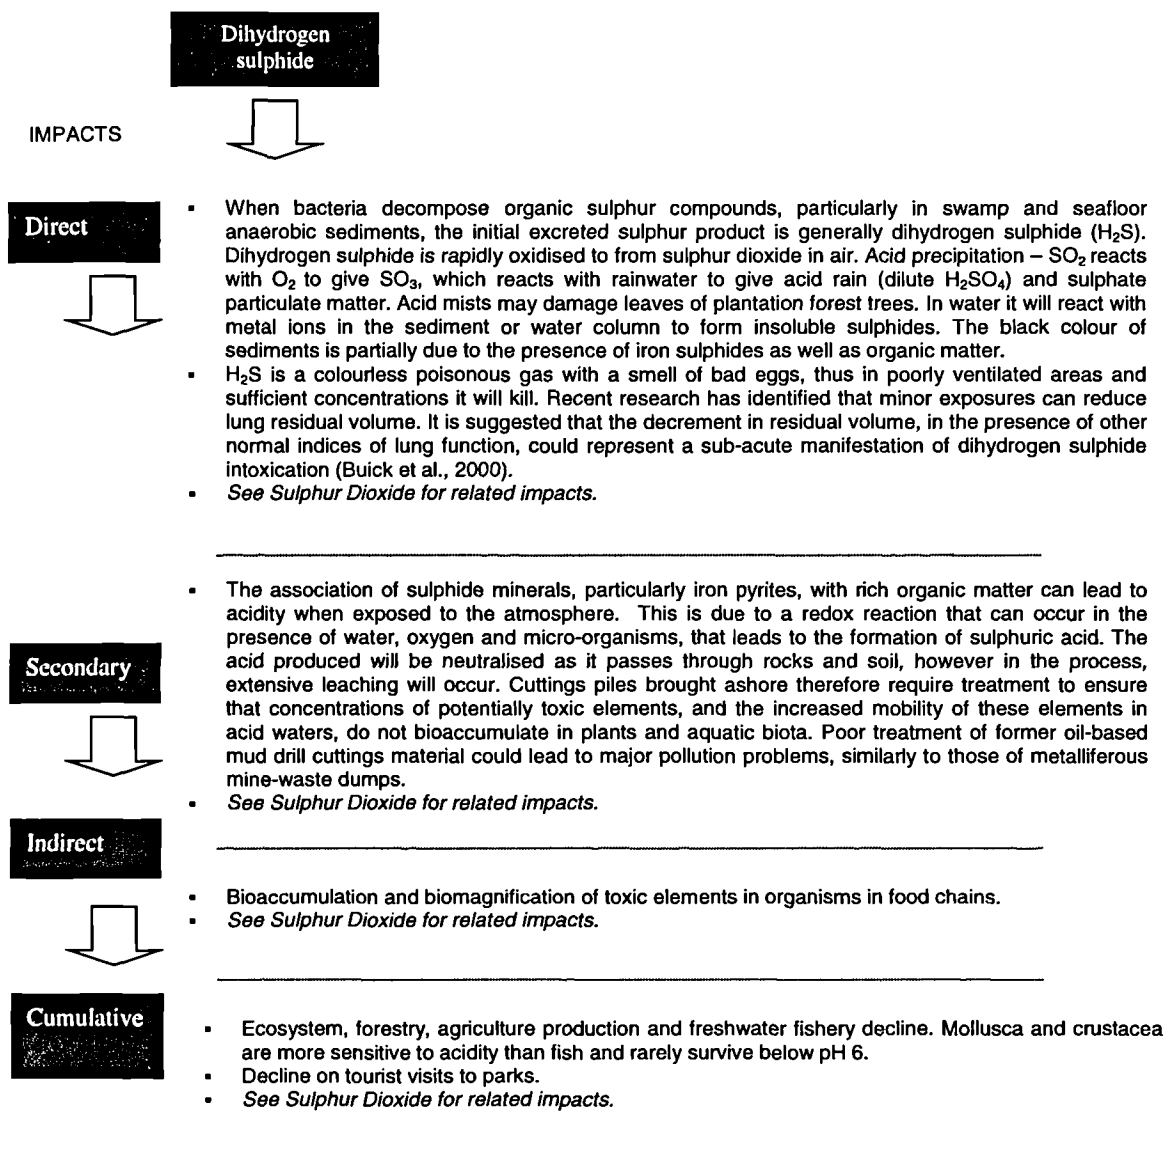 Dihydrogen
sulphide
IMPACTS
Direct
▪ When bacteria decompose organic sulphur compounds, particularly in swamp and seafloor
anaerobic sediments, the initial excreted sulphur product is generally dihydrogen sulphide (H₂S).
Dihydrogen sulphide is rapidly oxidised to from sulphur dioxide in air. Acid precipitation – SO₂ reacts
with O₂ to give SO₃, which reacts with rainwater to give acid rain (dilute H₂SO₄) and sulphate
particulate matter. Acid mists may damage leaves of plantation forest trees. In water it will react with
metal ions in the sediment or water column to form insoluble sulphides. The black colour of
sediments is partially due to the presence of iron sulphides as well as organic matter.
▪ H₂S is a colourless poisonous gas with a smell of bad eggs, thus in poorly ventilated areas and
sufficient concentrations it will kill. Recent research has identified that minor exposures can reduce
lung residual volume. It is suggested that the decrement in residual volume, in the presence of other
normal indices of lung function, could represent a sub-acute manifestation of dihydrogen sulphide
intoxication (Buick et al., 2000).
▪ See Sulphur Dioxide for related impacts.
Secondary
▪ The association of sulphide minerals, particularly iron pyrites, with rich organic matter can lead to
acidity when exposed to the atmosphere. This is due to a redox reaction that can occur in the
presence of water, oxygen and micro-organisms, that leads to the formation of sulphuric acid. The
acid produced will be neutralised as it passes through rocks and soil, however in the process,
extensive leaching will occur. Cuttings piles brought ashore therefore require treatment to ensure
that concentrations of potentially toxic elements, and the increased mobility of these elements in
acid waters, do not bioaccumulate in plants and aquatic biota. Poor treatment of former oil-based
mud drill cuttings material could lead to major pollution problems, similarly to those of metalliferous
mine-waste dumps.
▪ See Sulphur Dioxide for related impacts.
Indirect
▪ Bioaccumulation and biomagnification of toxic elements in organisms in food chains.
▪ See Sulphur Dioxide for related impacts.
Cumulative
▪ Ecosystem, forestry, agriculture production and freshwater fishery decline. Mollusca and crustacea
are more sensitive to acidity than fish and rarely survive below pH 6.
▪ Decline on tourist visits to parks.
▪ See Sulphur Dioxide for related impacts.